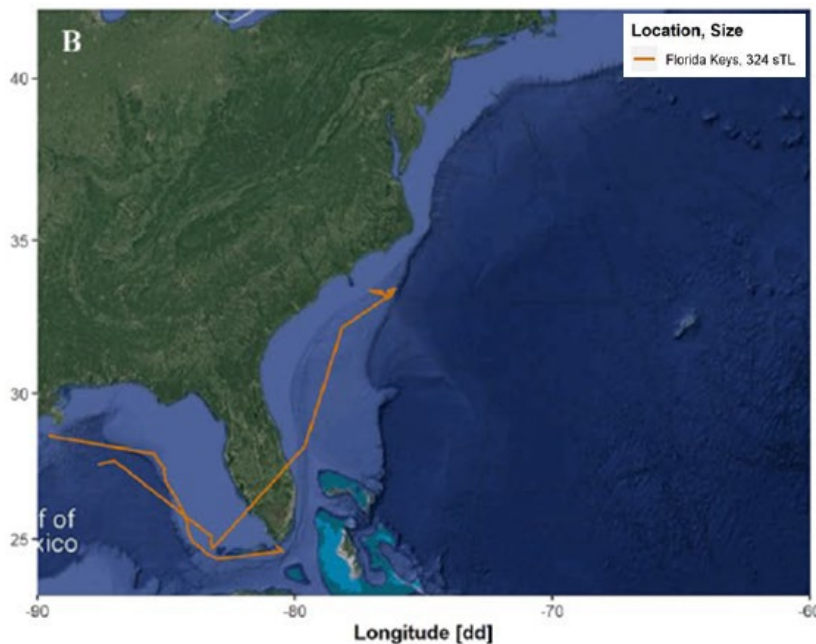 B
Location, Size
Florida Keys, 324 sTL
40
35
30
f of
xico
25
-90
-80
-70
-60
Longitude [dd]